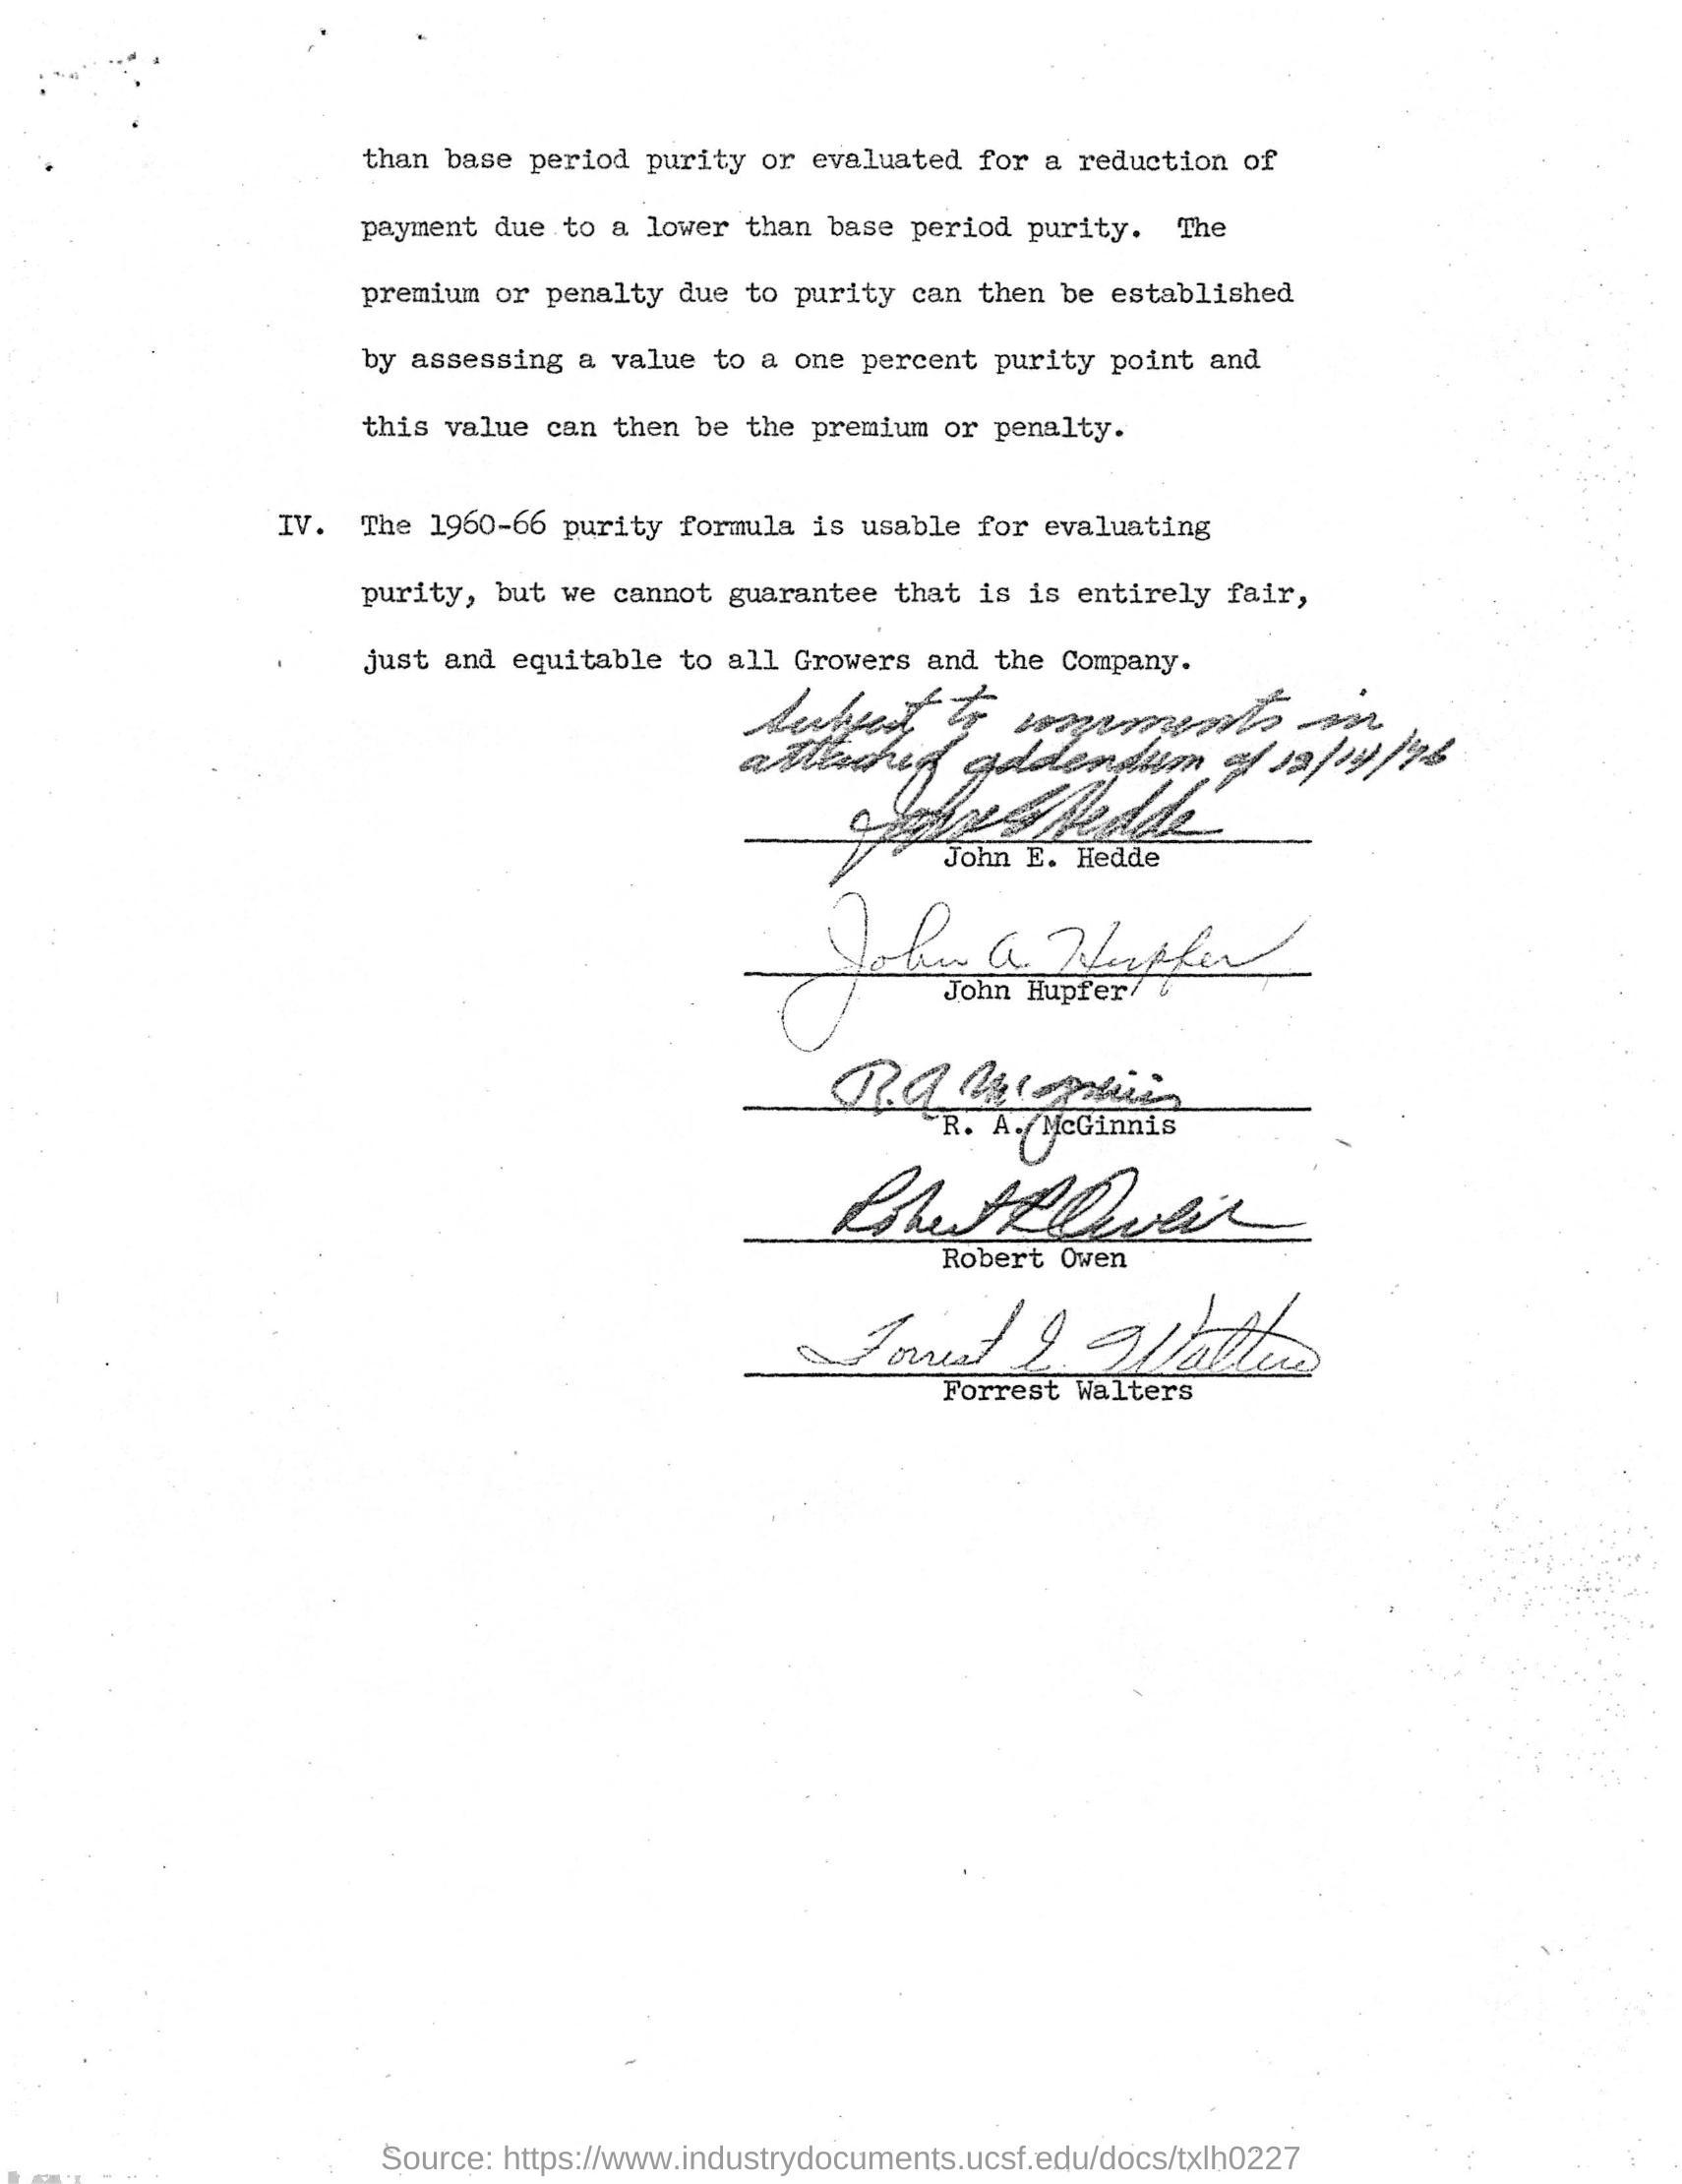 than base period purity or evaluated for a reduction of
payment due to a lower than base period purity. The
premium or penalty due to purity can then be established
by assessing a value to a one percent purity point and
this value can then be the premium or penalty.
IV. The 1960-66 purity formula is usable for evaluating
purity, but we cannot guarantee that is is entirely fair,
just and equitable to all Growers and the Company.
Subject to comments in
attached addendum of 12/14/76
John E Hedde
John E. Hedde
John A. Hupfer
John Hupfer
R. A. McGinnis
R. A. McGinnis
Robert R Owen
Robert Owen
Forrest E. Walters
Forrest Walters
Source: https://www.industrydocuments.ucsf.edu/docs/txlh0227